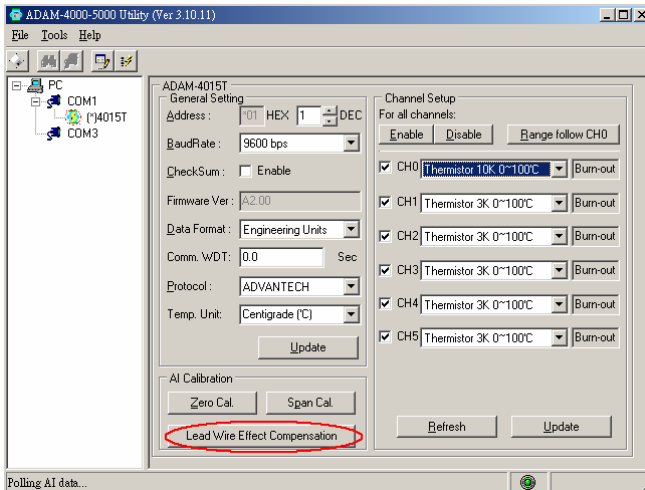 ADAM-4000-5000 Utility (Ver 3.10.11)
File Tools Help
PC
COM1
(*)4015T
COM3
ADAM-4015T
General Setting
Address : *01 HEX 1 DEC
BaudRate : 9600 bps
CheckSum : Enable
Firmware Ver : A2.00
Data Format : Engineering Units
Comm. WDT: 0.0 Sec
Protocol : ADVANTECH
Temp. Unit: Centigrade (°C)
Update
AI Calibration
Zero Cal. Span Cal.
Lead Wire Effect Compensation
Channel Setup
For all channels:
Enable Disable Range follow CH0
CH0 Thermistor 10K 0~100°C Burn-out
CH1 Thermistor 3K 0~100°C Burn-out
CH2 Thermistor 3K 0~100°C Burn-out
CH3 Thermistor 3K 0~100°C Burn-out
CH4 Thermistor 3K 0~100°C Burn-out
CH5 Thermistor 3K 0~100°C Burn-out
Refresh Update
Polling AI data...